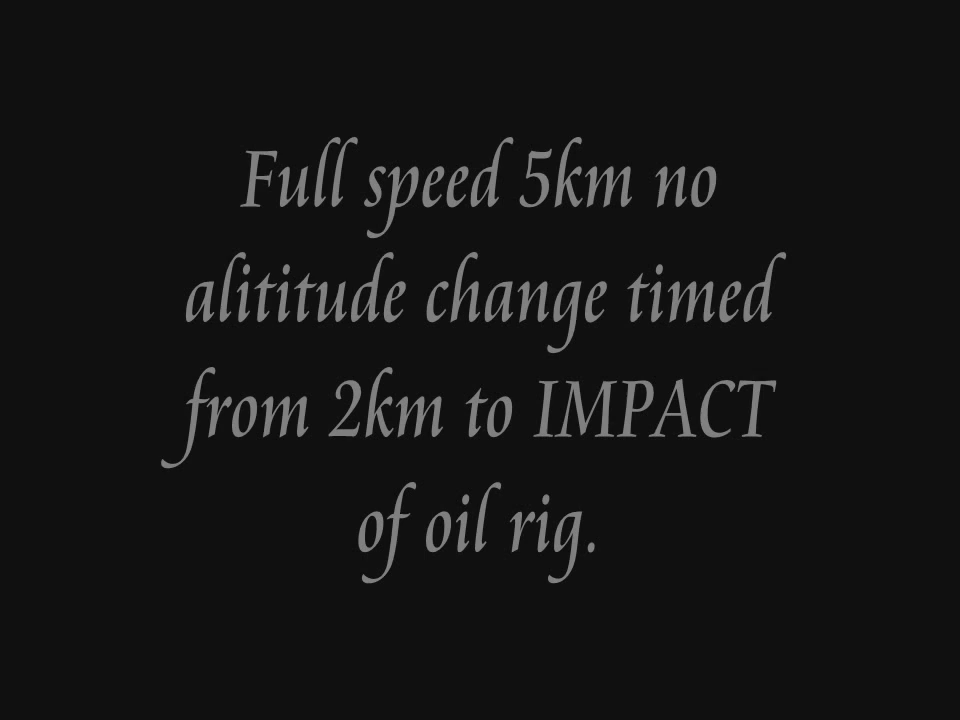 Full speed 5km no
alititude change timed
from 2km to IMPACT
of oil rig.